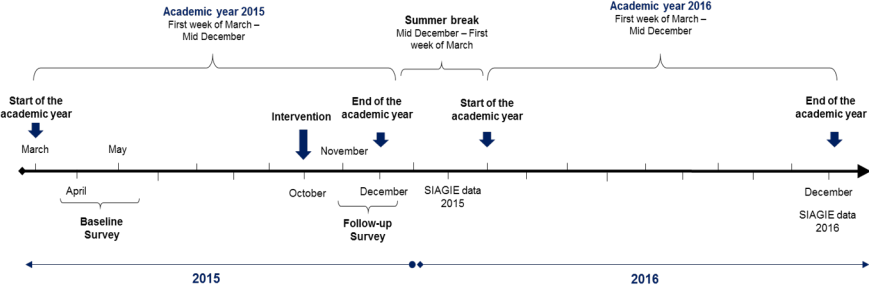 Academic year 2015
First week of March –
Mid December
Summer break
Mid December – First
week of March
Academic year 2016
First week of March –
Mid December
Start of the
academic year
Intervention
End of the
academic year
Start of the
academic year
End of the
academic year
March
May
November
April
October
December
SIAGIE data
2015
December
SIAGIE data
2016
Baseline
Survey
Follow-up
Survey
2015
2016